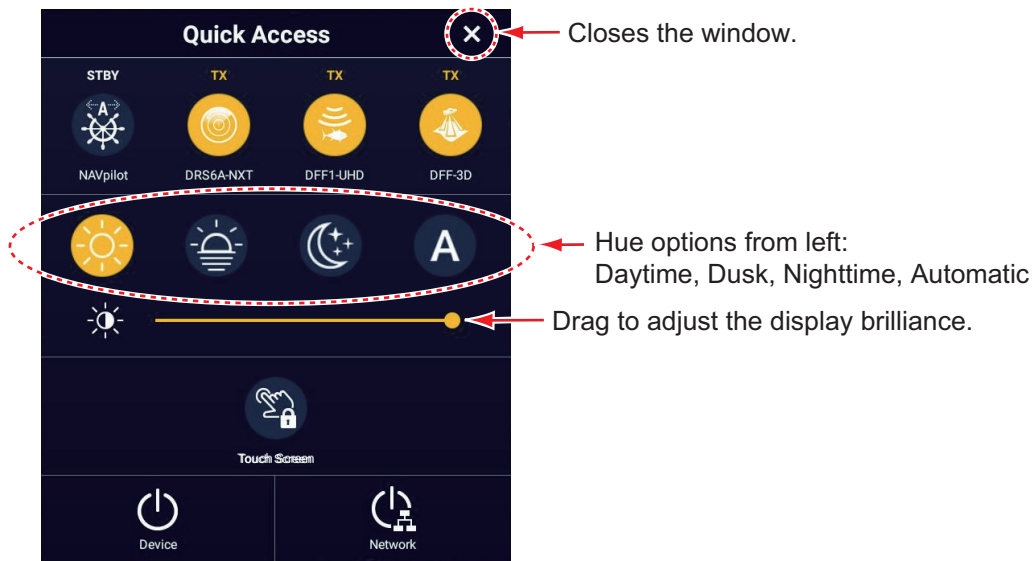 Quick Access
Closes the window.
STBY TX TX TX
A
NAVpilot DRS6A-NXT DFF1-UHD DFF-3D
A
Hue options from left:
Daytime, Dusk, Nighttime, Automatic
Drag to adjust the display brilliance.
Touch Screen
Device Network